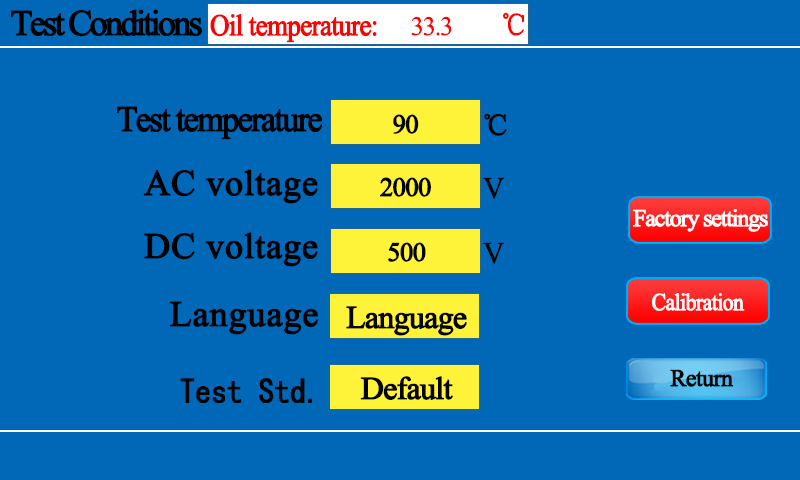 Test Conditions Oil temperature: 33.3 ℃
Test temperature 90 ℃
AC voltage 2000 V
DC voltage 500 V
Factory settings
Language Language
Calibration
Test Std. Default
Return